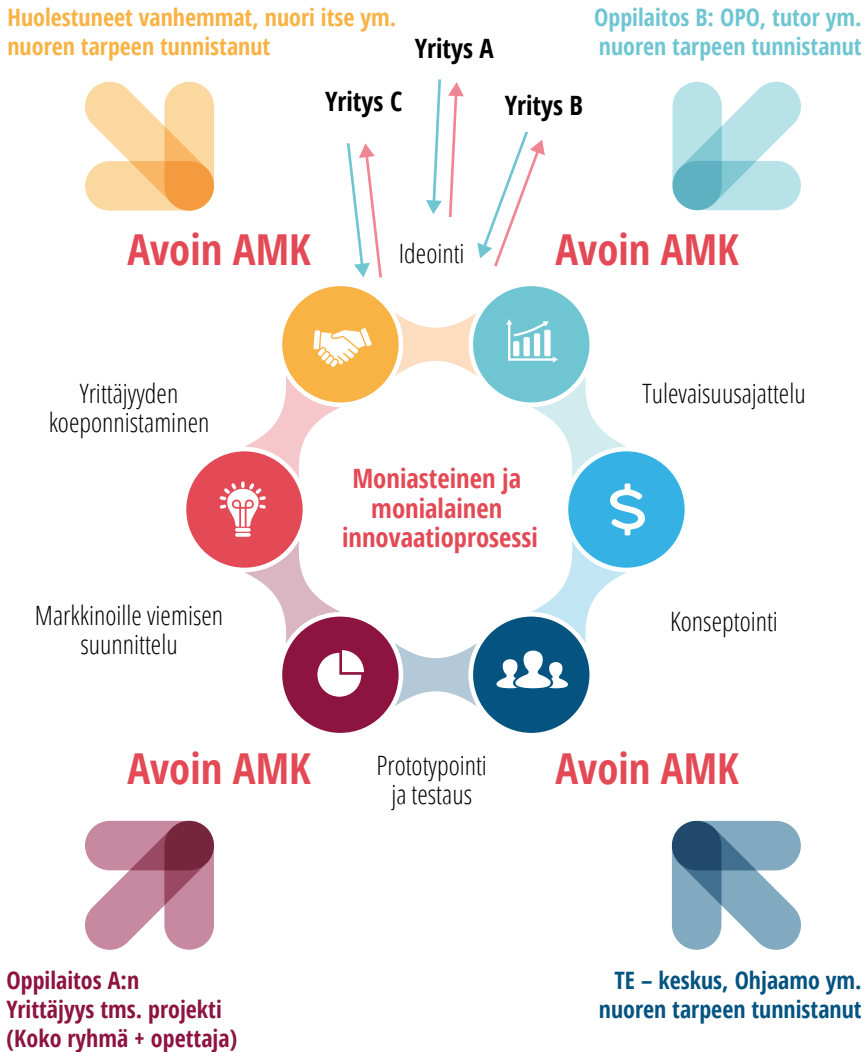 Huolestuneet vanhemmat, nuori itse ym.
nuoren tarpeen tunnistanut
Oppilaitos B: OPO, tutor ym.
nuoren tarpeen tunnistanut
Yritys A
Yritys C
Yritys B
Avoin AMK
Ideointi
Avoin AMK
Yrittäjyyden
koeponnistaminen
Tulevaisuusajattelu
Moniasteinen ja
monialainen
innovaatioprosessi
$
Markkinoille viemisen
suunnittelu
Konseptointi
Avoin AMK
Prototypointi
ja testaus
Avoin AMK
Oppilaitos A:n
Yrittäjyys tms. projekti
(Koko ryhmä + opettaja)
TE – keskus, Ohjaamo ym.
nuoren tarpeen tunnistanut